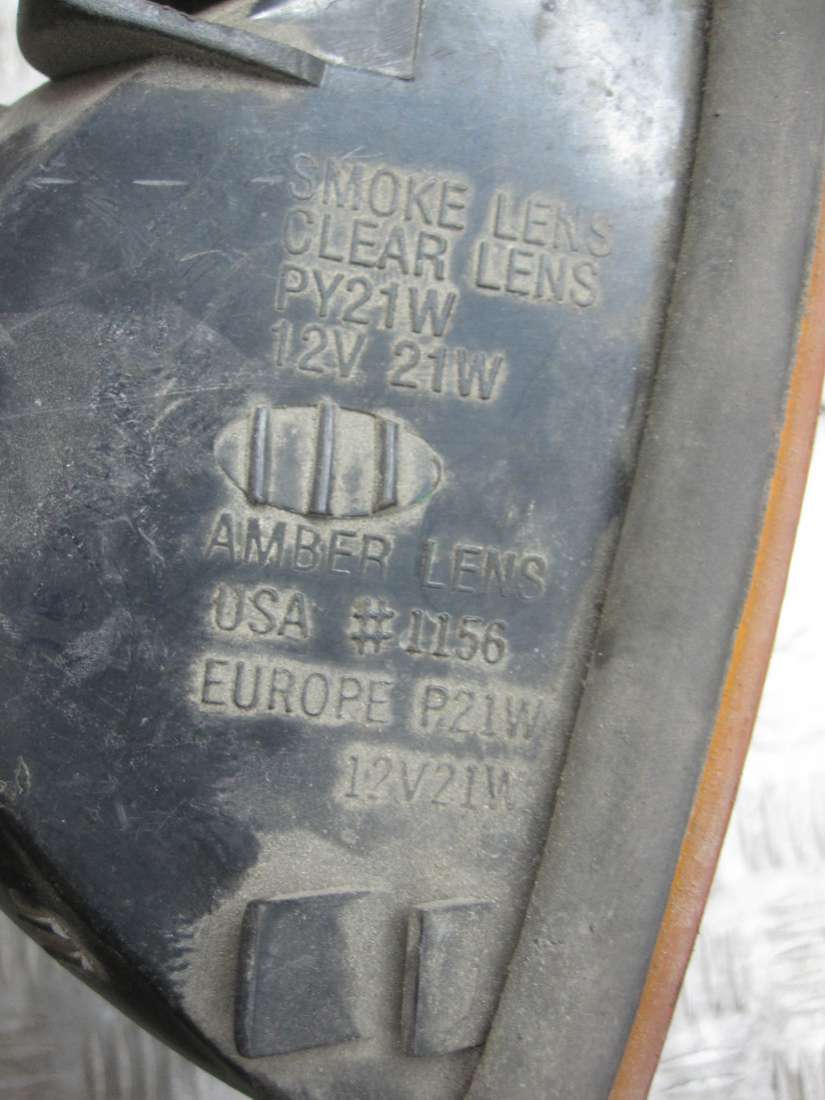 SMOKE LENS
CLEAR LENS
PY21W
12V 21W
AMBER LENS
USA #1156
EUROPE P21W
12V21W